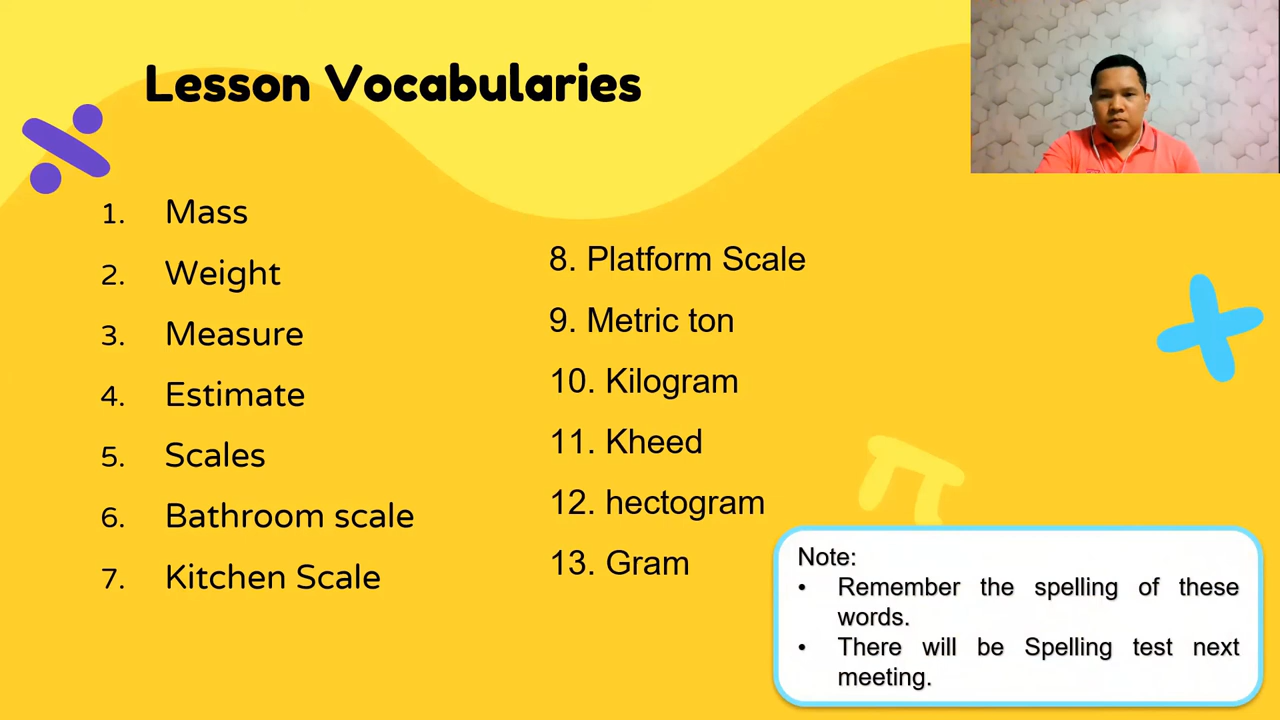 Lesson Vocabularies
1. Mass
2. Weight
3. Measure
4. Estimate
5. Scales
6. Bathroom scale
7. Kitchen Scale
8. Platform Scale
9. Metric ton
10. Kilogram
11. Kheed
12. hectogram
13. Gram
Note:
• Remember the spelling of these
words.
• There will be Spelling test next
meeting.